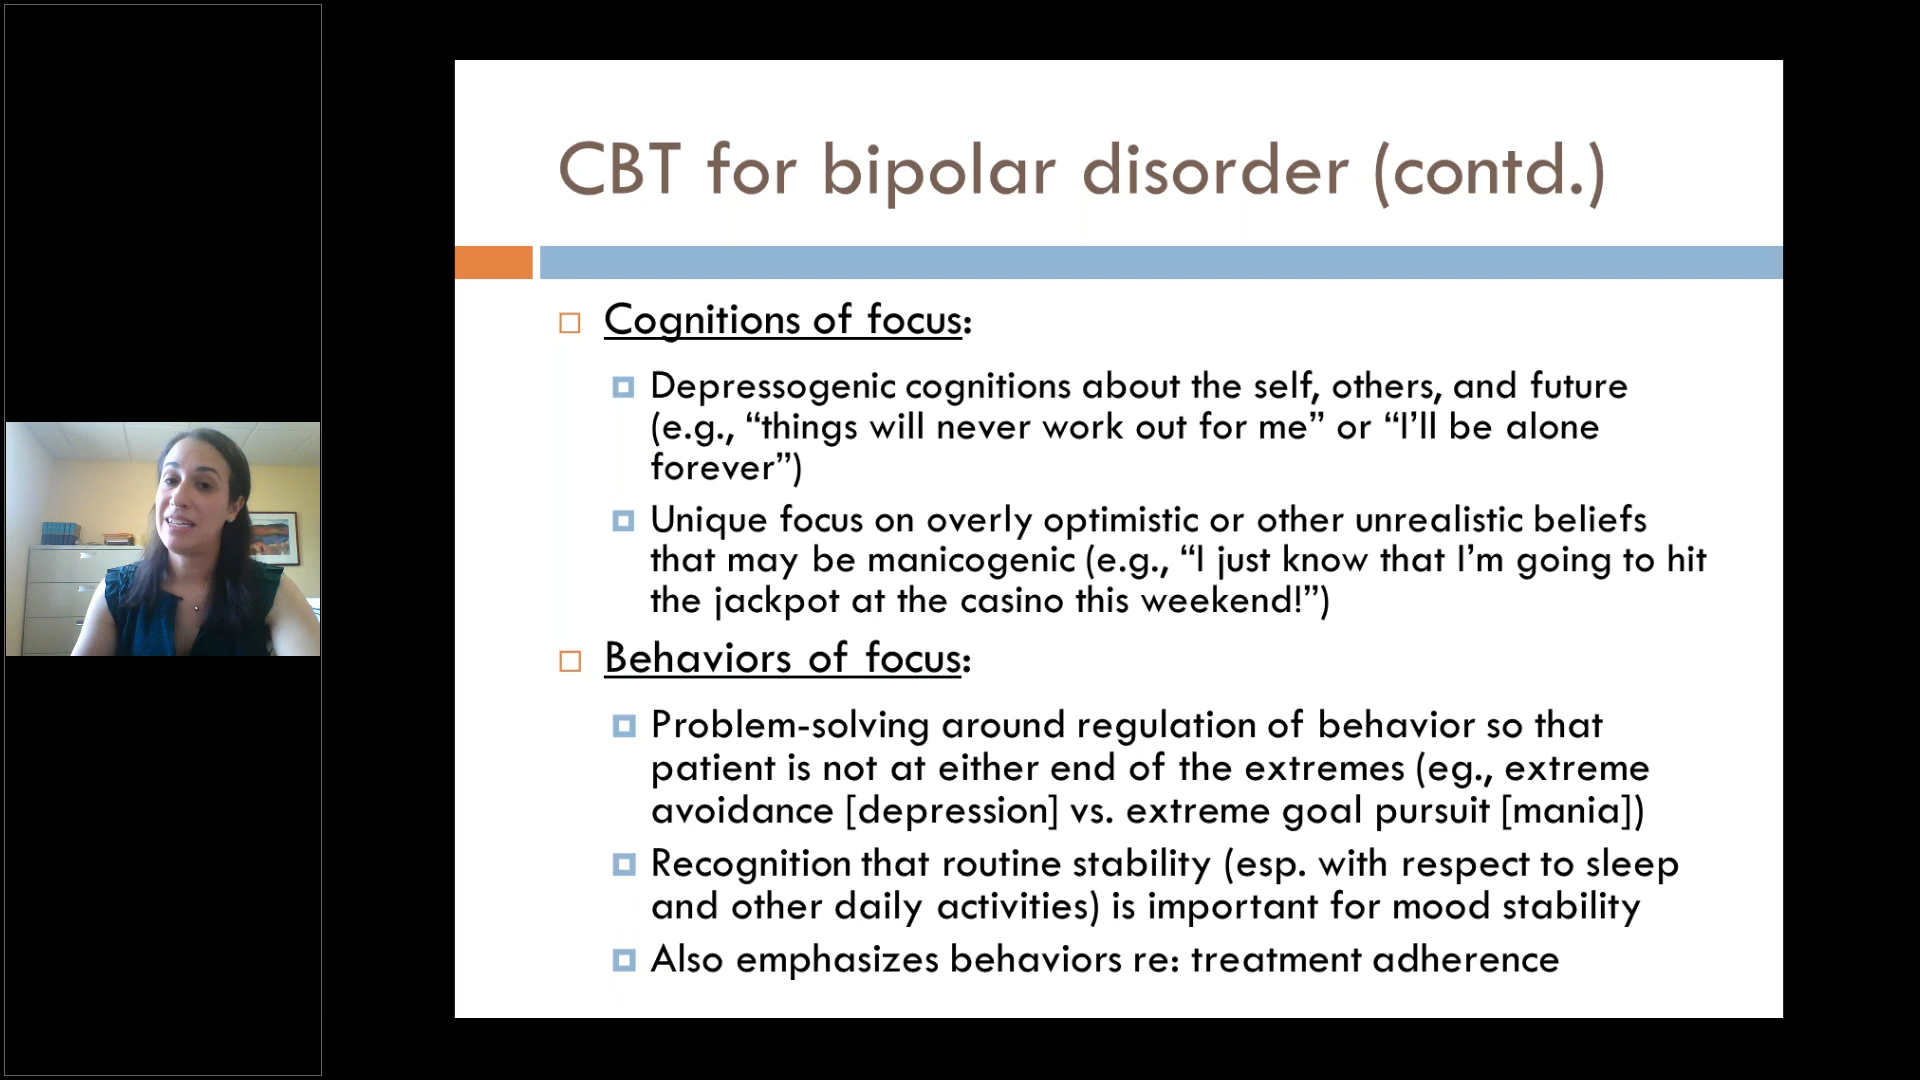 CBT for bipolar disorder (contd.)
Cognitions of focus:
Depressogenic cognitions about the self, others, and future
(e.g., “things will never work out for me” or “I’ll be alone
forever”)
Unique focus on overly optimistic or other unrealistic beliefs
that may be manicogenic (e.g., “I just know that I’m going to hit
the jackpot at the casino this weekend!”)
Behaviors of focus:
Problem-solving around regulation of behavior so that
patient is not at either end of the extremes (eg., extreme
avoidance [depression] vs. extreme goal pursuit [mania])
Recognition that routine stability (esp. with respect to sleep
and other daily activities) is important for mood stability
Also emphasizes behaviors re: treatment adherence